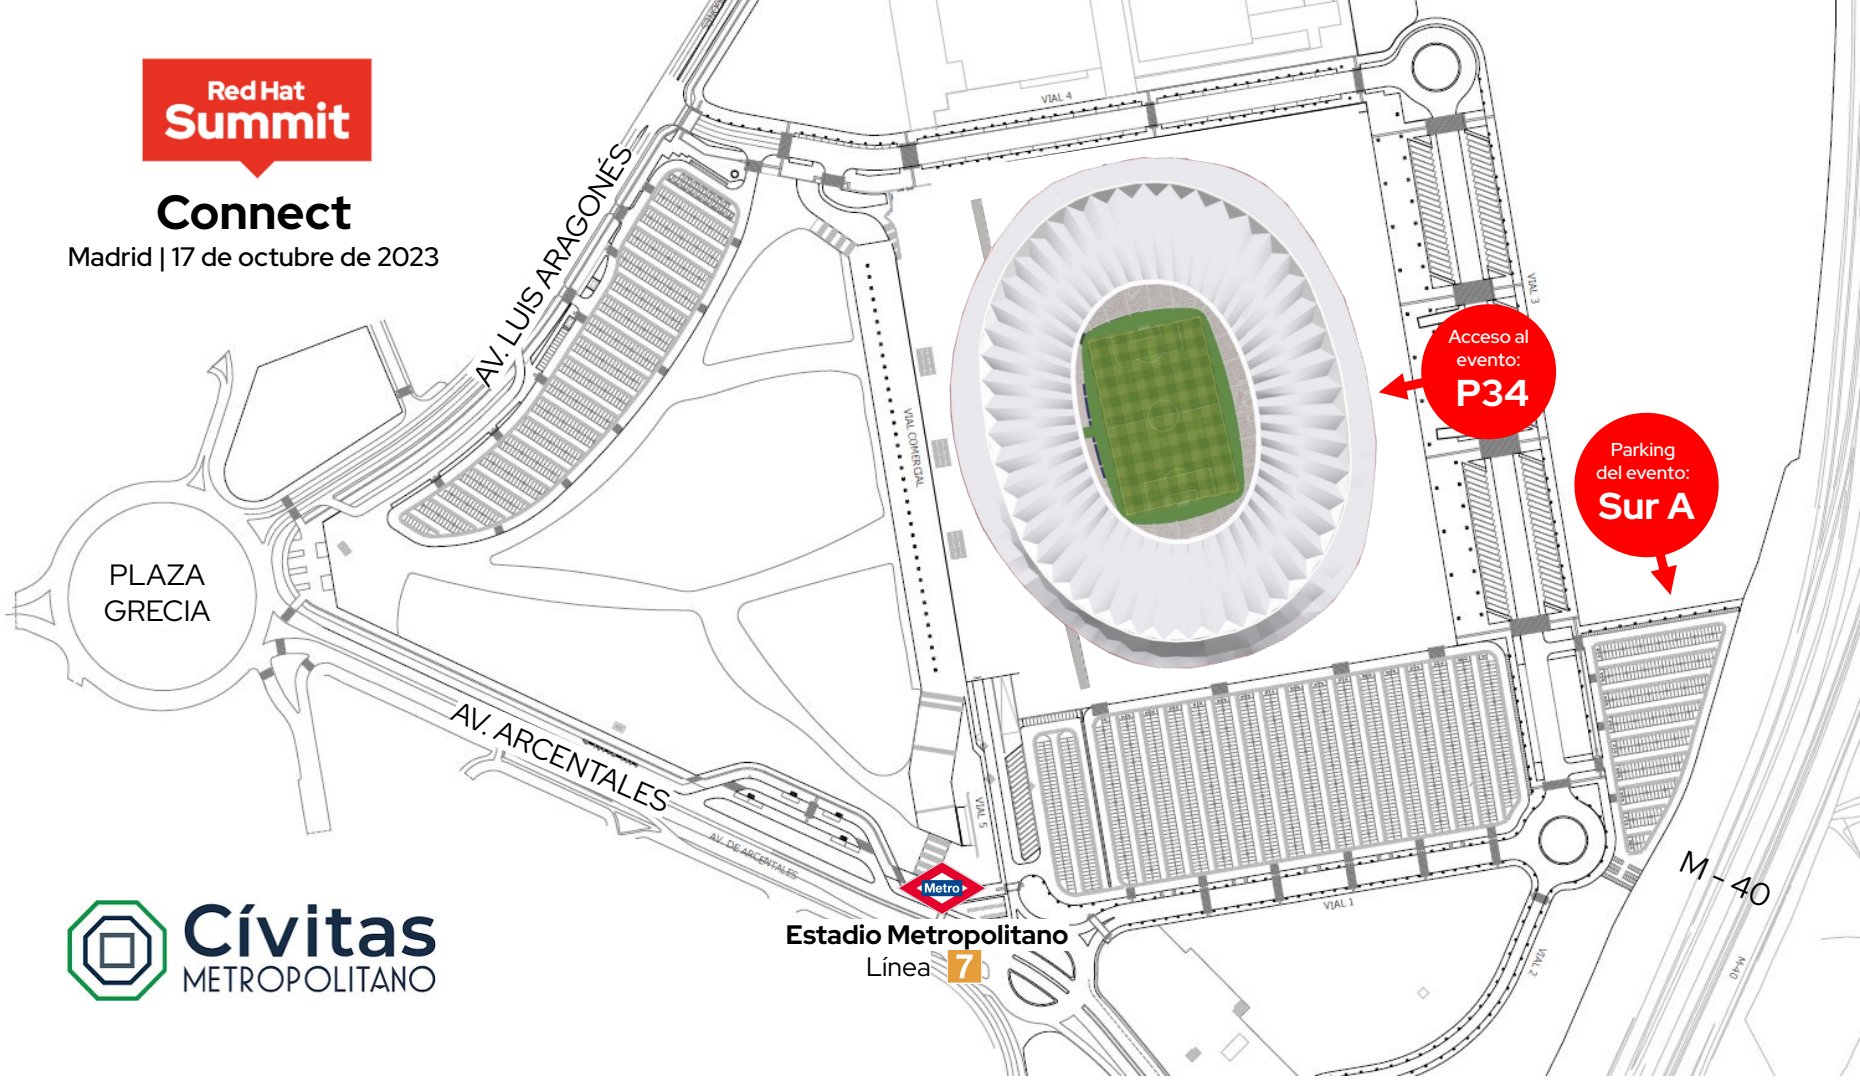 Red Hat
Summit
Connect
Madrid | 17 de octubre de 2023
AV. LUIS ARAGONÉS
VIAL 4
VIAL 3
Acceso al
evento:
P34
Parking
del evento:
Sur A
VIAL COMERCIAL
PLAZA
GRECIA
AV. ARCENTALES
AV. DE ARCENTALES
VIAL 5
Metro
Estadio Metropolitano
Línea 7
VIAL 1
VIAL 2
M - 40
M-40
Cívitas
METROPOLITANO